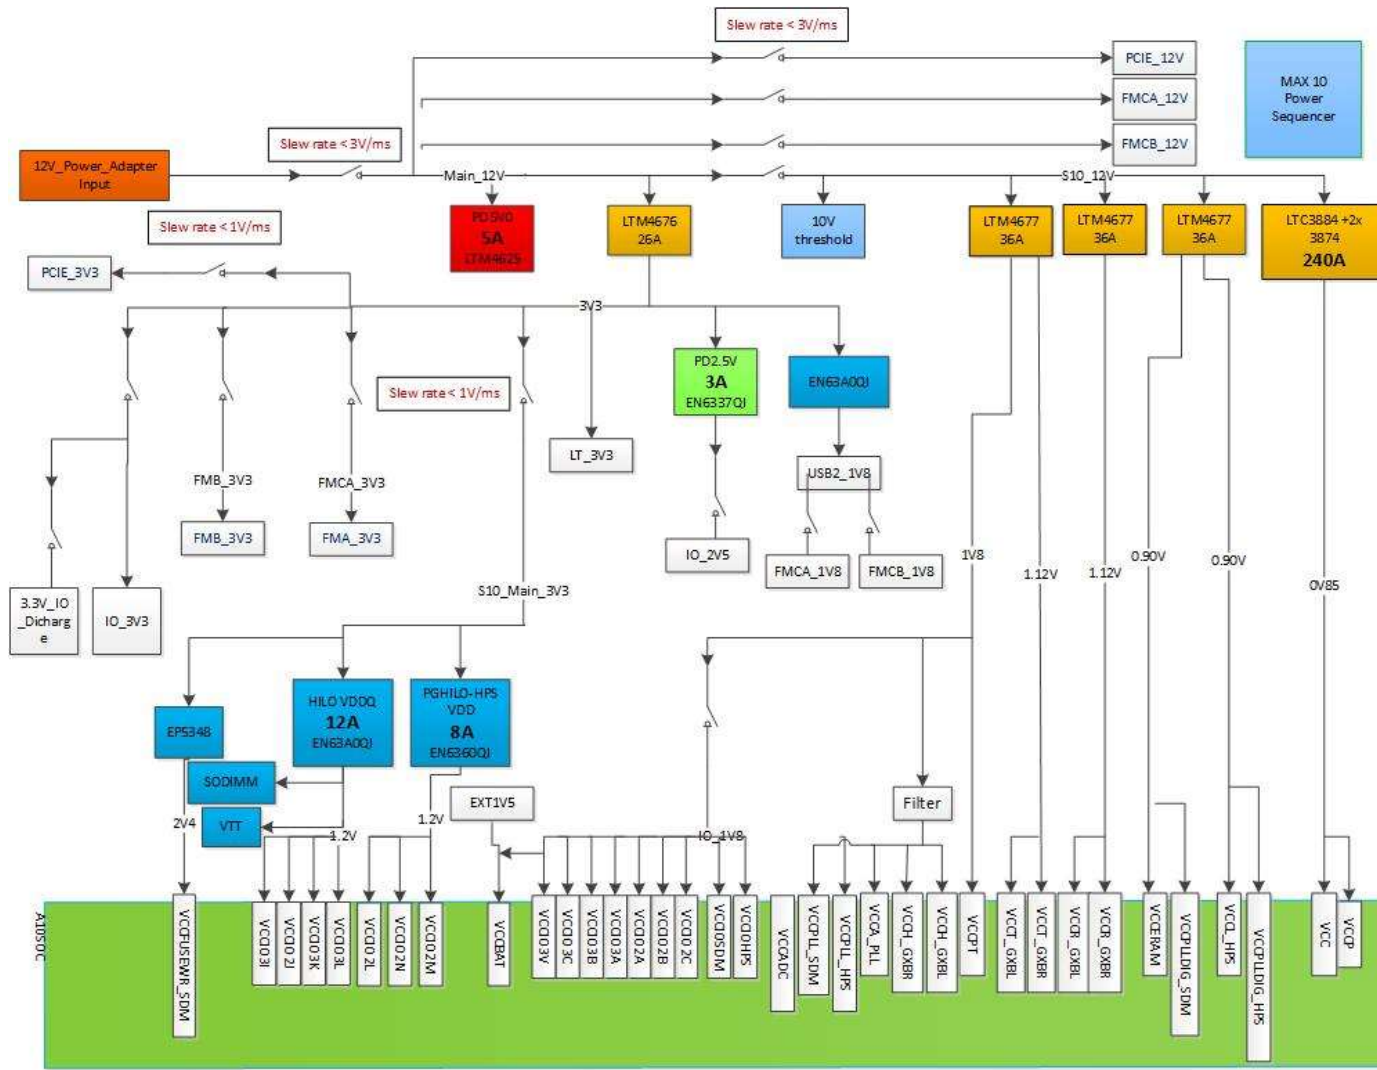 Slew rate < 3V/ms
PCIE_12V
FMCA_12V
FMCB_12V
MAX 10
Power
Sequencer
Slew rate < 3V/ms
12V_Power_Adapter
Input
Main_12V
S10_12V
Slew rate < 1V/ms
PD5V0
5A
LTM4625
LTM4676
26A
10V
threshold
LTM4677
36A
LTM4677
36A
LTM4677
36A
LTC3884 +2x
3874
240A
PCIE_3V3
3V3
Slew rate < 1V/ms
PD2.5V
3A
EN6337QJ
EN63A0QJ
LT_3V3
USB2_1V8
FMB_3V3
FMCA_3V3
FMB_3V3
FMA_3V3
IO_2V5
FMCA_1V8
FMCB_1V8
1V8
1.12V
1.12V
0.90V
0.90V
0V85
3.3V_IO
_Dicharg
e
IO_3V3
S10_Main_3V3
EP5348
HILO VDDQ
12A
EN63A0QJ
PGHILO-HPS
VDD
8A
EN6360QJ
SODIMM
VTT
EXT1V5
Filter
2V4
1.2V
1.2V
IO_1V8
A10SOC
VCCFUSEWR_SDM
VCCIO3I
VCCIO2J
VCCIO3K
VCCIO3L
VCCIO2L
VCCIO2N
VCCIO2M
VCCBAT
VCCIO3V
VCCIO3C
VCCIO3B
VCCIO3A
VCCIO2A
VCCIO2B
VCCIO2C
VCCIOSDM
VCCIOHPS
VCCADC
VCCPLL_SDM
VCCPLL_HPS
VCCA_PLL
VCCH_GXBR
VCCH_GXBL
VCCPT
VCCT_GXBL
VCCT_GXBR
VCCR_GXBL
VCCR_GXBR
VCCERAM
VCCPLLDIG_SDM
VCCL_HPS
VCCPLLDIG_HPS
VCC
VCCP